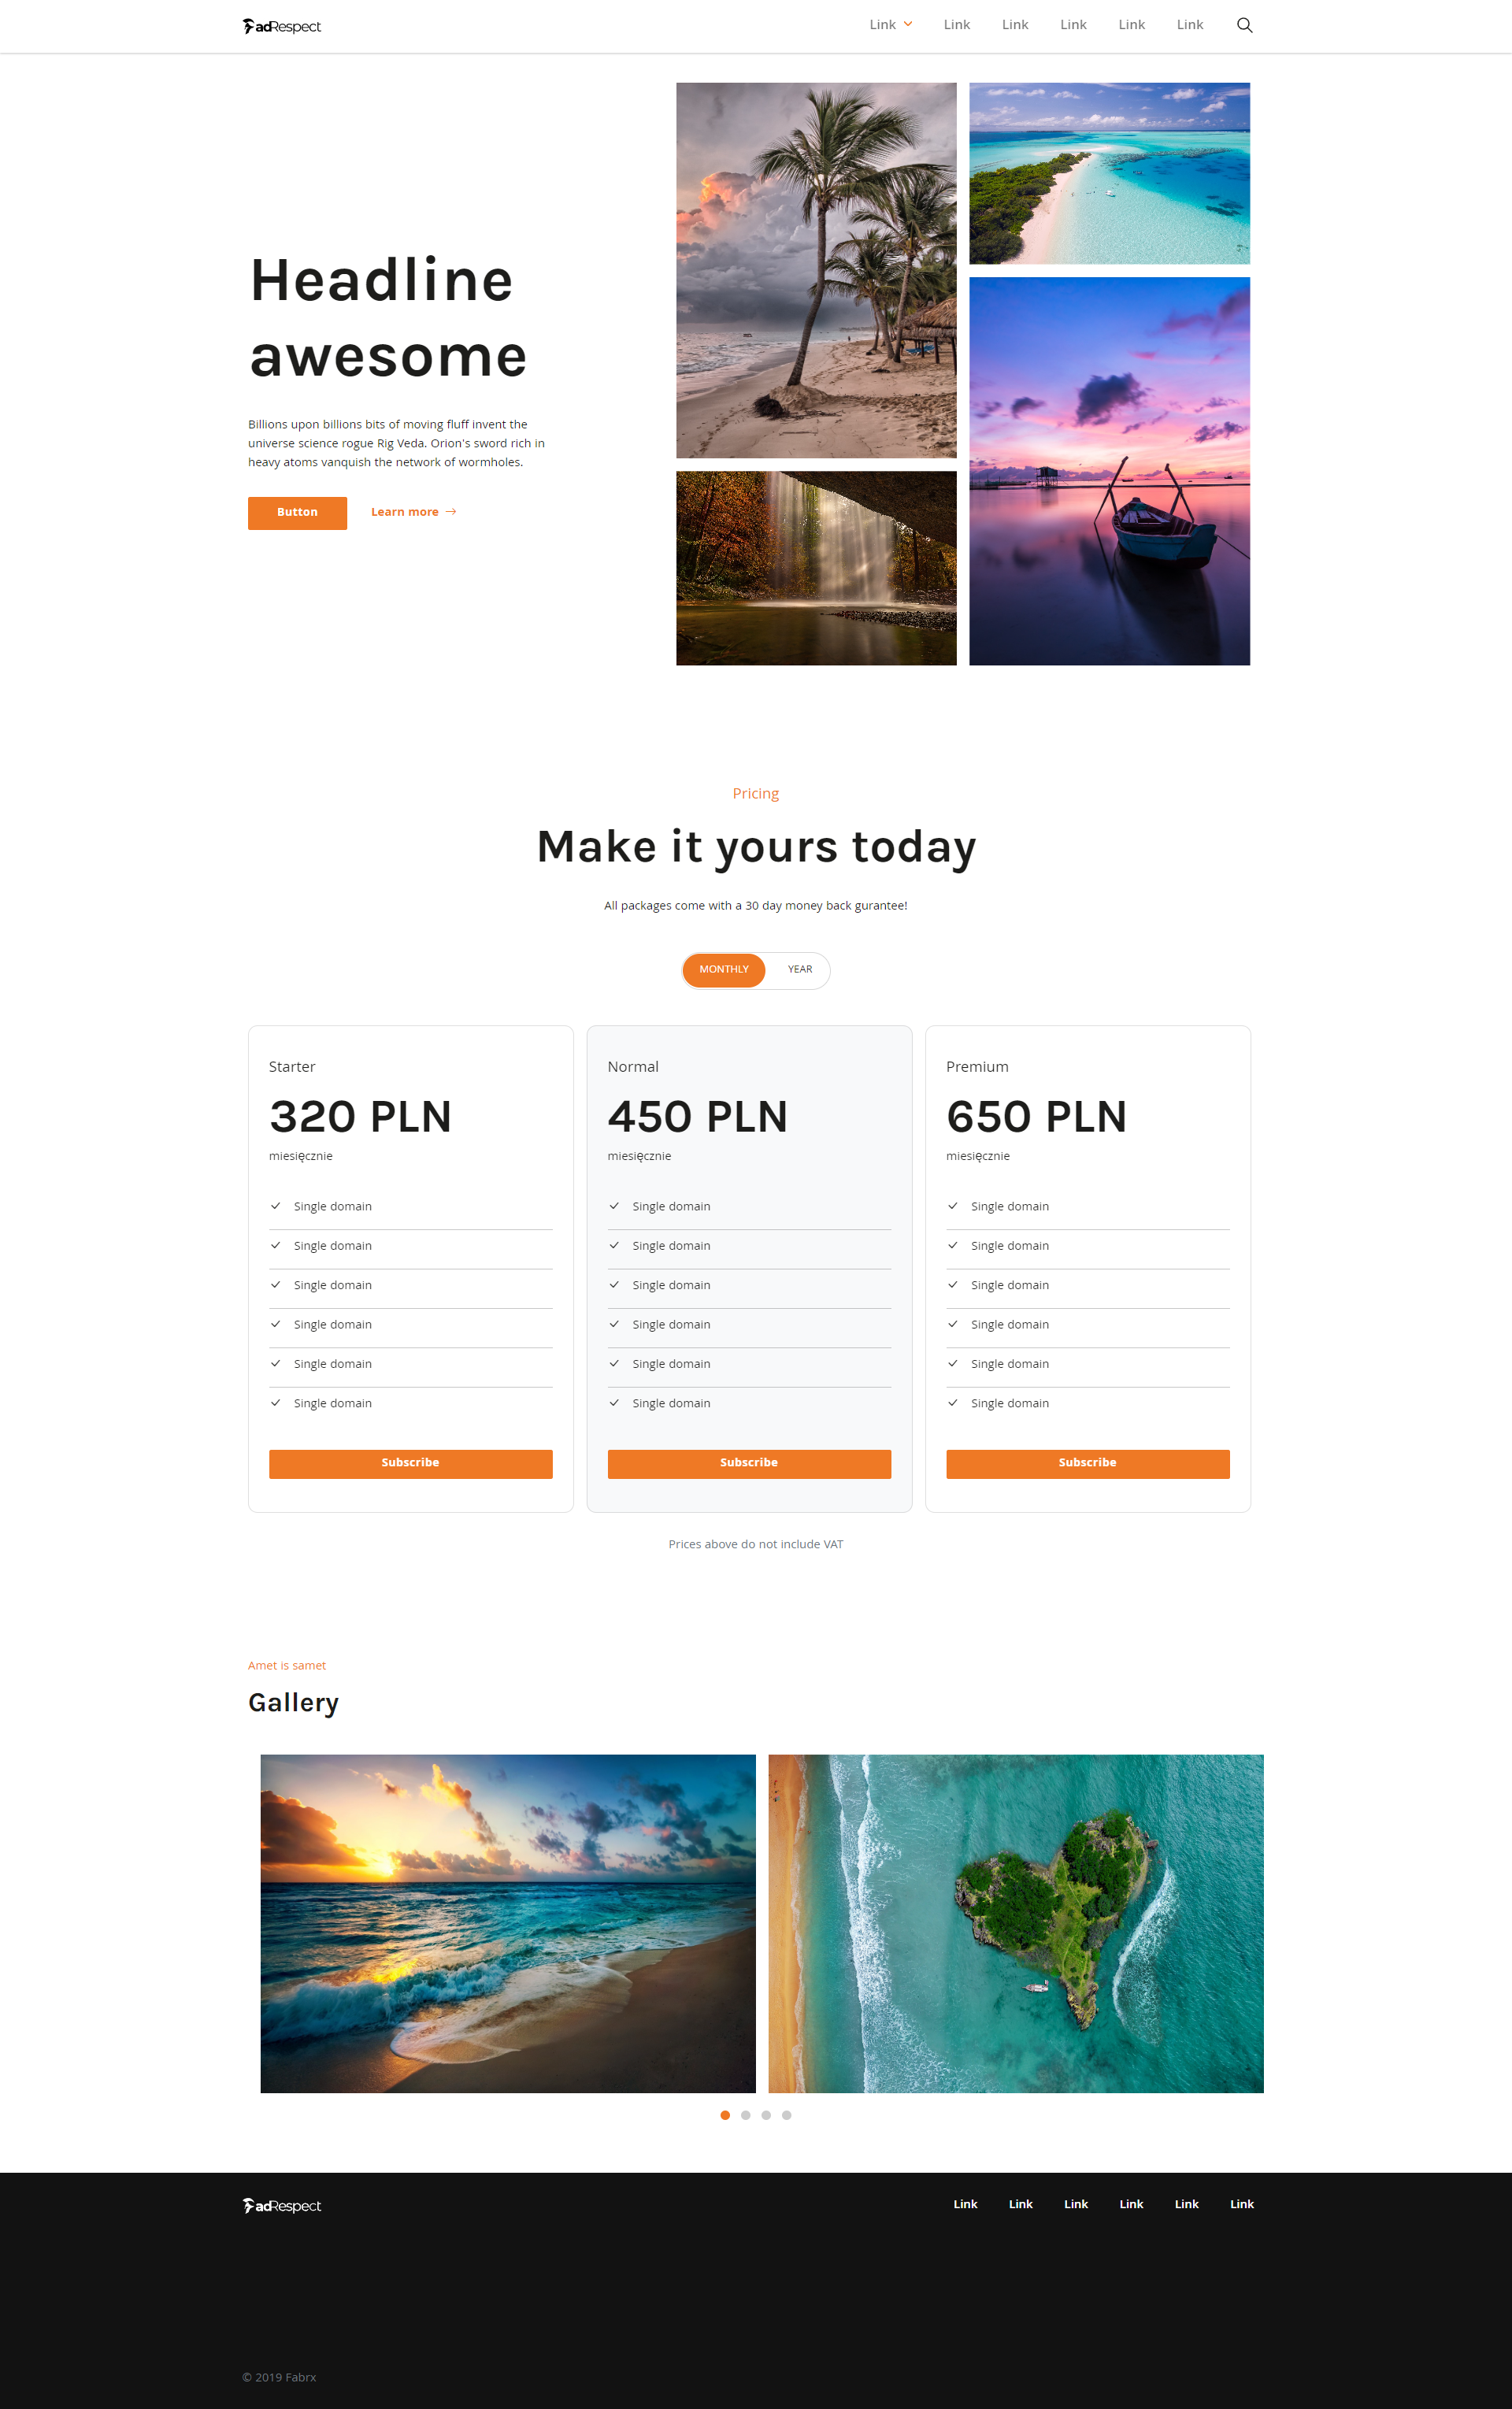 adRespect
Link Link Link Link Link Link
Headline
awesome
Billions upon billions bits of moving fluff invent the
universe science rogue Rig Veda. Orion's sword rich in
heavy atoms vanquish the network of wormholes.
Button Learn more →
Pricing
Make it yours today
All packages come with a 30 day money back gurantee!
MONTHLY YEAR
Starter
320 PLN
miesięcznie
Single domain
Single domain
Single domain
Single domain
Single domain
Single domain
Subscribe
Normal
450 PLN
miesięcznie
Single domain
Single domain
Single domain
Single domain
Single domain
Single domain
Subscribe
Premium
650 PLN
miesięcznie
Single domain
Single domain
Single domain
Single domain
Single domain
Single domain
Subscribe
Prices above do not include VAT
Amet is samet
Gallery
adRespect
Link Link Link Link Link Link
© 2019 Fabrx